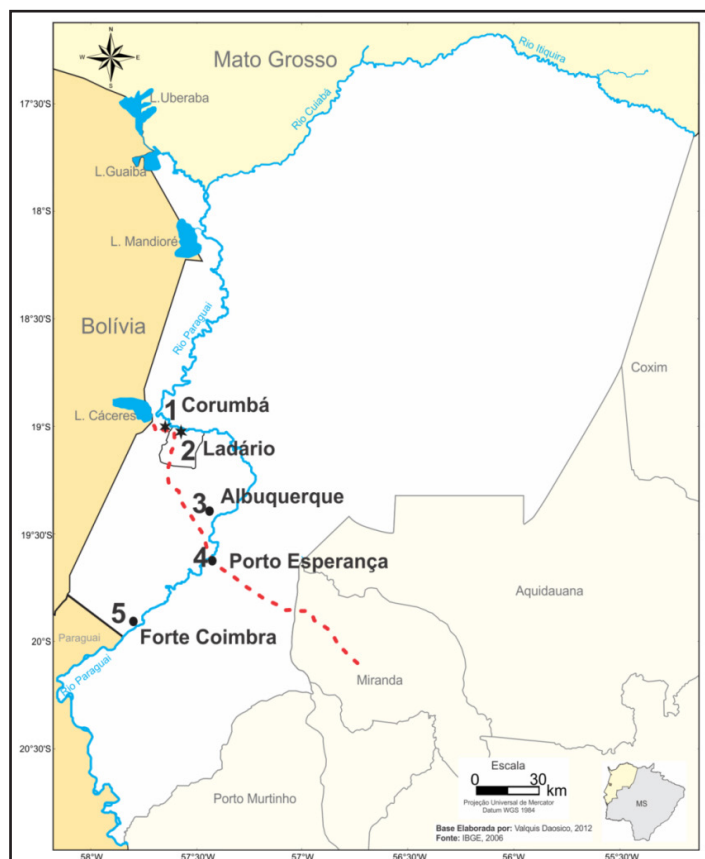 N
W
E
S
Mato Grosso
Rio Itiquira
Rio Cuiabá
17°30'S
L.Uberaba
L.Guaiba
18°S
L. Mandioré
18°30'S
Bolívia
Rio Paraguai
Coxim
L. Cáceres
1 Corumbá
19°S
2 Ladário
3 Albuquerque
19°30'S
4 Porto Esperança
Aquidauana
5
Forte Coimbra
20°S
Paraguai
Rio Paraguai
Miranda
20°30'S
Porto Murtinho
Escala
0 30
km
Projeção Universal de Mercator
Datum WGS 1984
MS
Base Elaborada por: Valquis Daosico, 2012
Fonte: IBGE, 2006
58°W 57°30'W 56°W 56°30'W 55°W 55°30'W